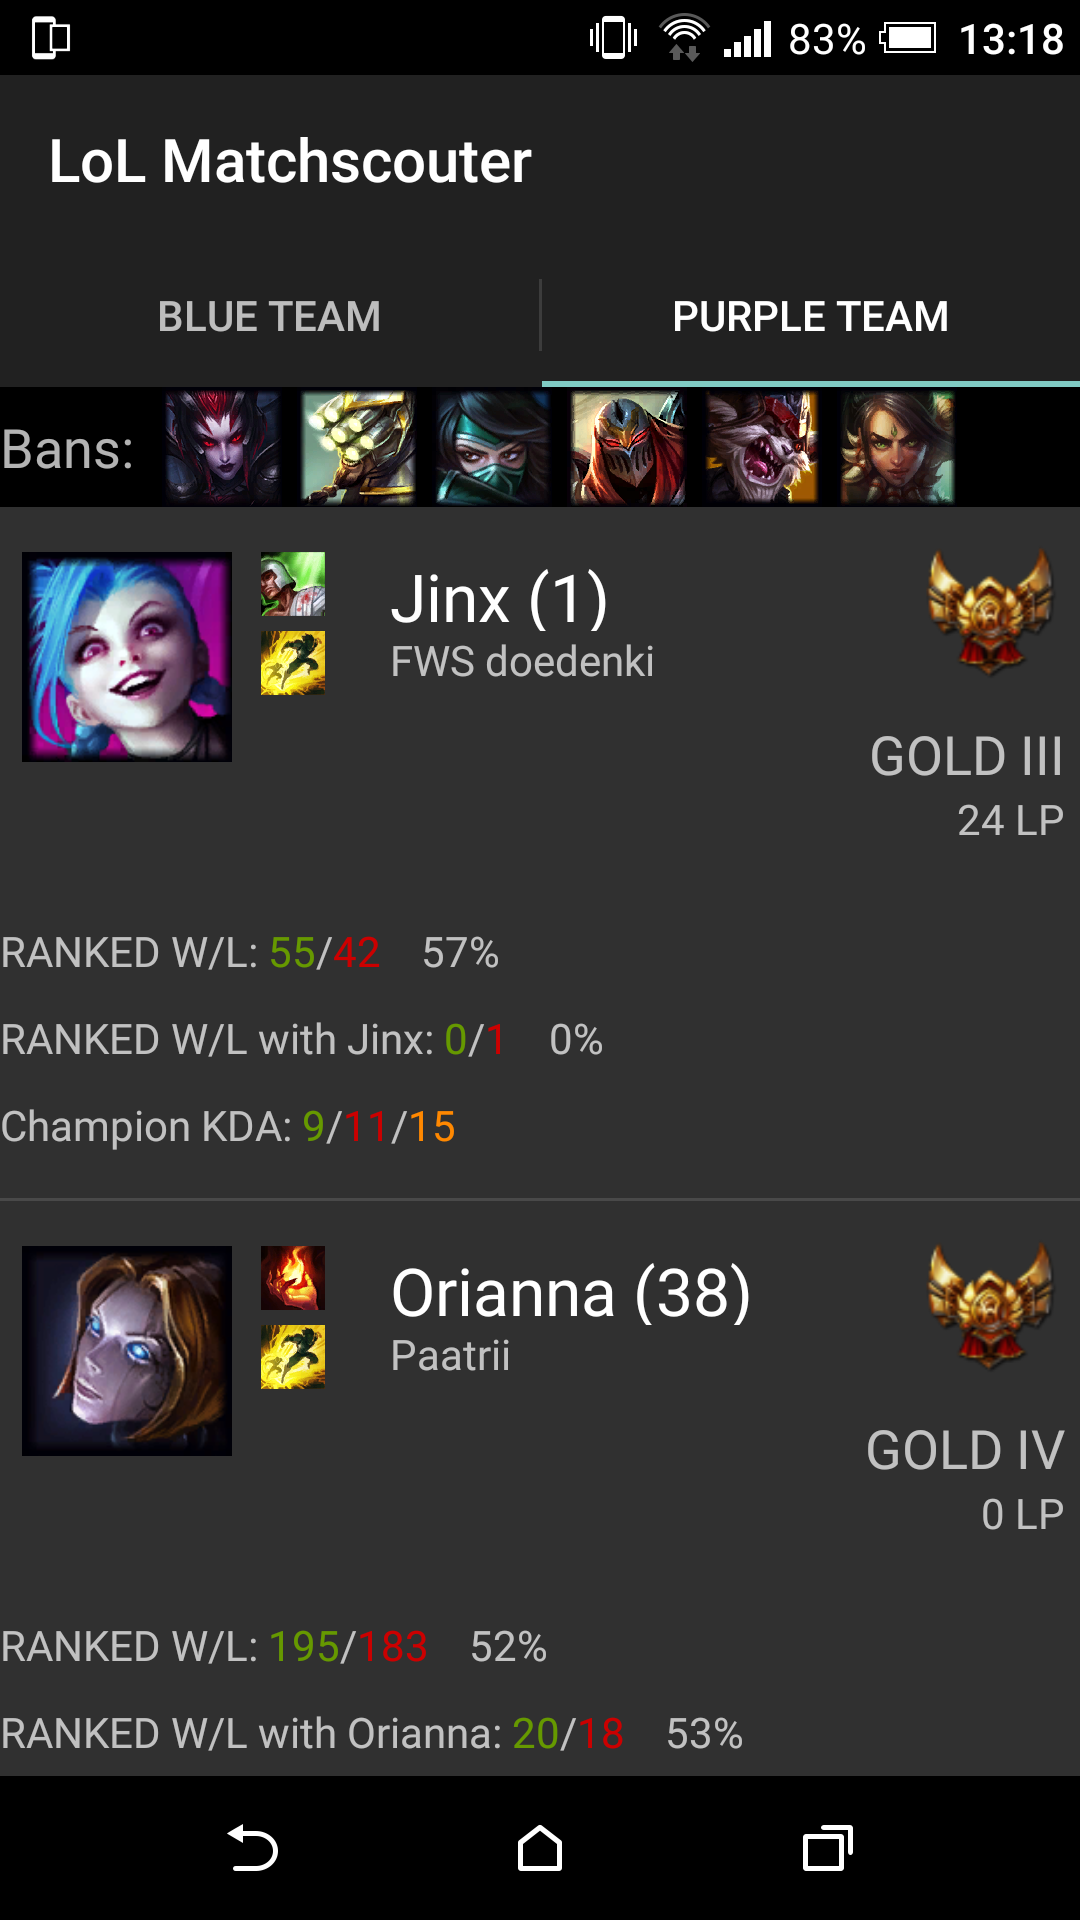 83% 13:18
LoL Matchscouter
BLUE TEAM PURPLE TEAM
Bans:
Jinx (1)
FWS doedenki
GOLD III
24 LP
RANKED W/L: 55/42 57%
RANKED W/L with Jinx: 0/1 0%
Champion KDA: 9/11/15
Orianna (38)
Paatrii
GOLD IV
0 LP
RANKED W/L: 195/183 52%
RANKED W/L with Orianna: 20/18 53%